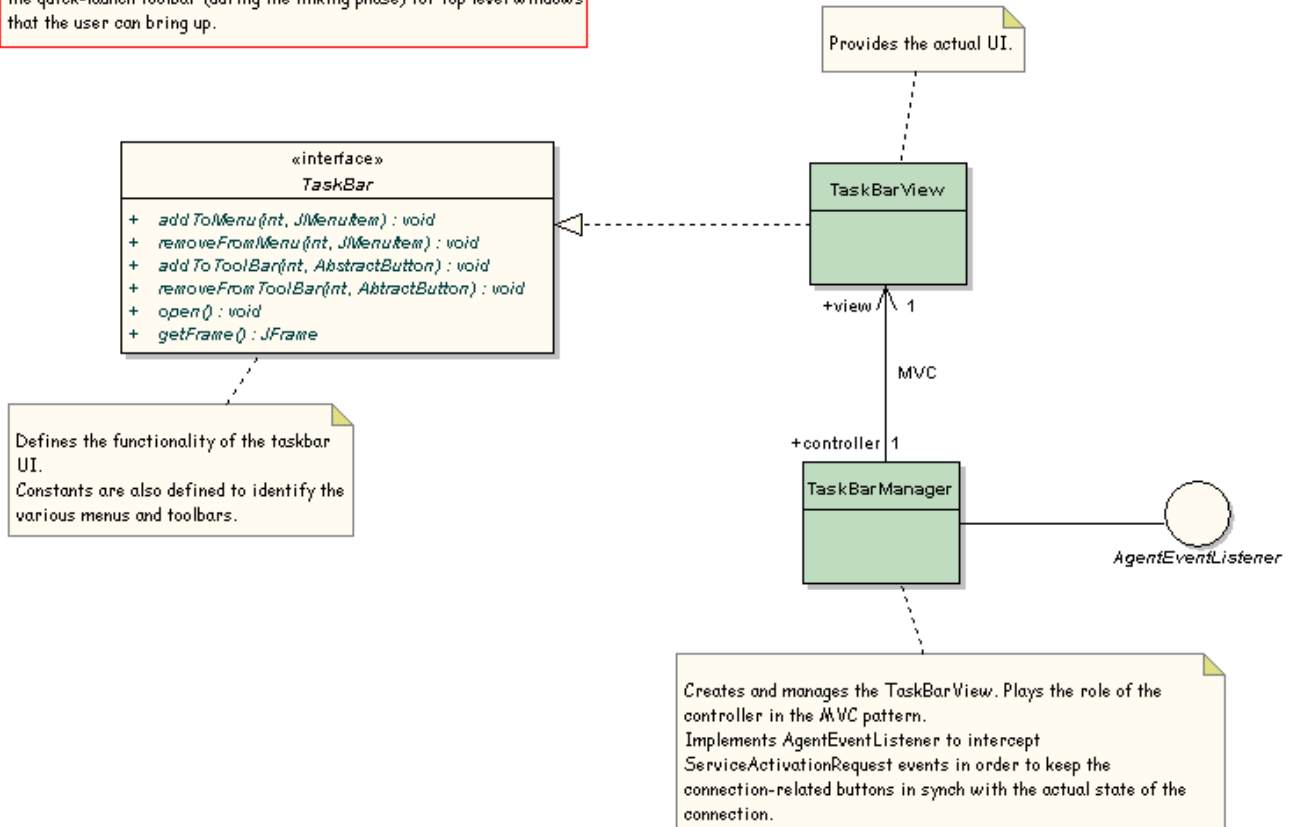 the quick-launch toolbar (during the linking phase) for top level windows
that the user can bring up.
Provides the actual UI.
«interface»
TaskBar
+ addToMenu(int, JMenuItem) : void
+ removeFromMenu(int, JMenuItem) : void
+ addToToolBar(int, AbstractButton) : void
+ removeFromToolBar(int, AbtractButton) : void
+ open() : void
+ getFrame() : JFrame
TaskBarView
+view 1
MVC
+controller 1
Defines the functionality of the taskbar
UI.
Constants are also defined to identify the
various menus and toolbars.
TaskBarManager
AgentEventListener
Creates and manages the TaskBarView. Plays the role of the
controller in the MVC pattern.
Implements AgentEventListener to intercept
ServiceActivationRequest events in order to keep the
connection-related buttons in synch with the actual state of the
connection.